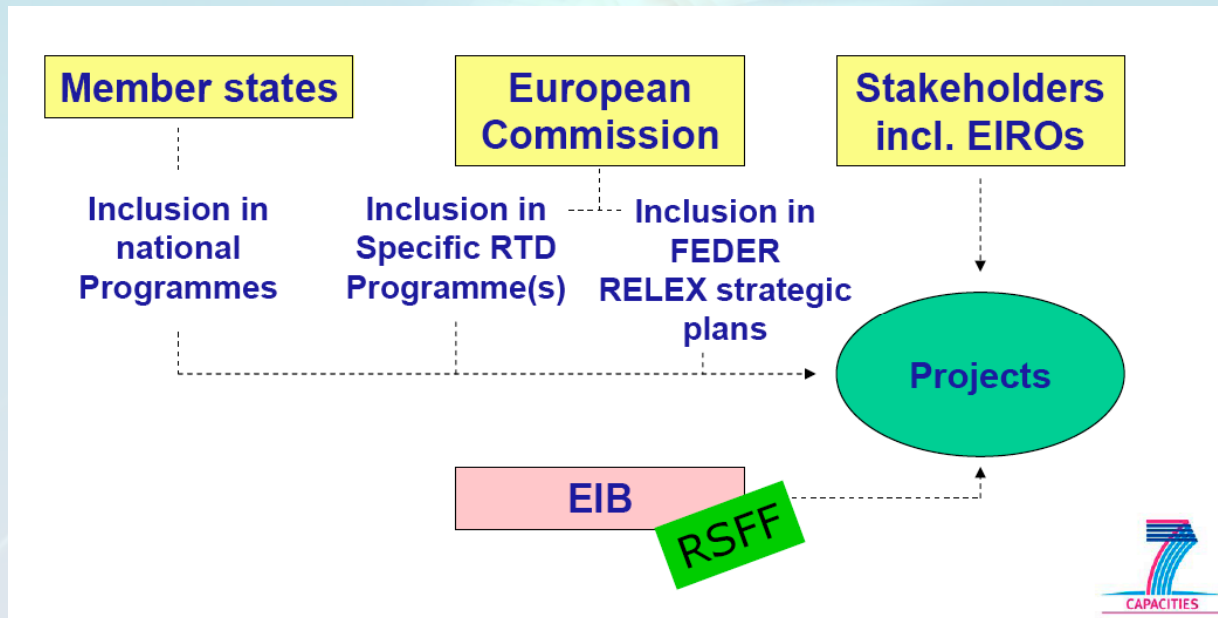 Member states
European
Commission
Stakeholders
incl. EIROs
Inclusion in
national
Programmes
Inclusion in
Specific RTD
Programme(s)
Inclusion in
FEDER
RELEX strategic
plans
Projects
EIB
RSFF
7
CAPACITIES